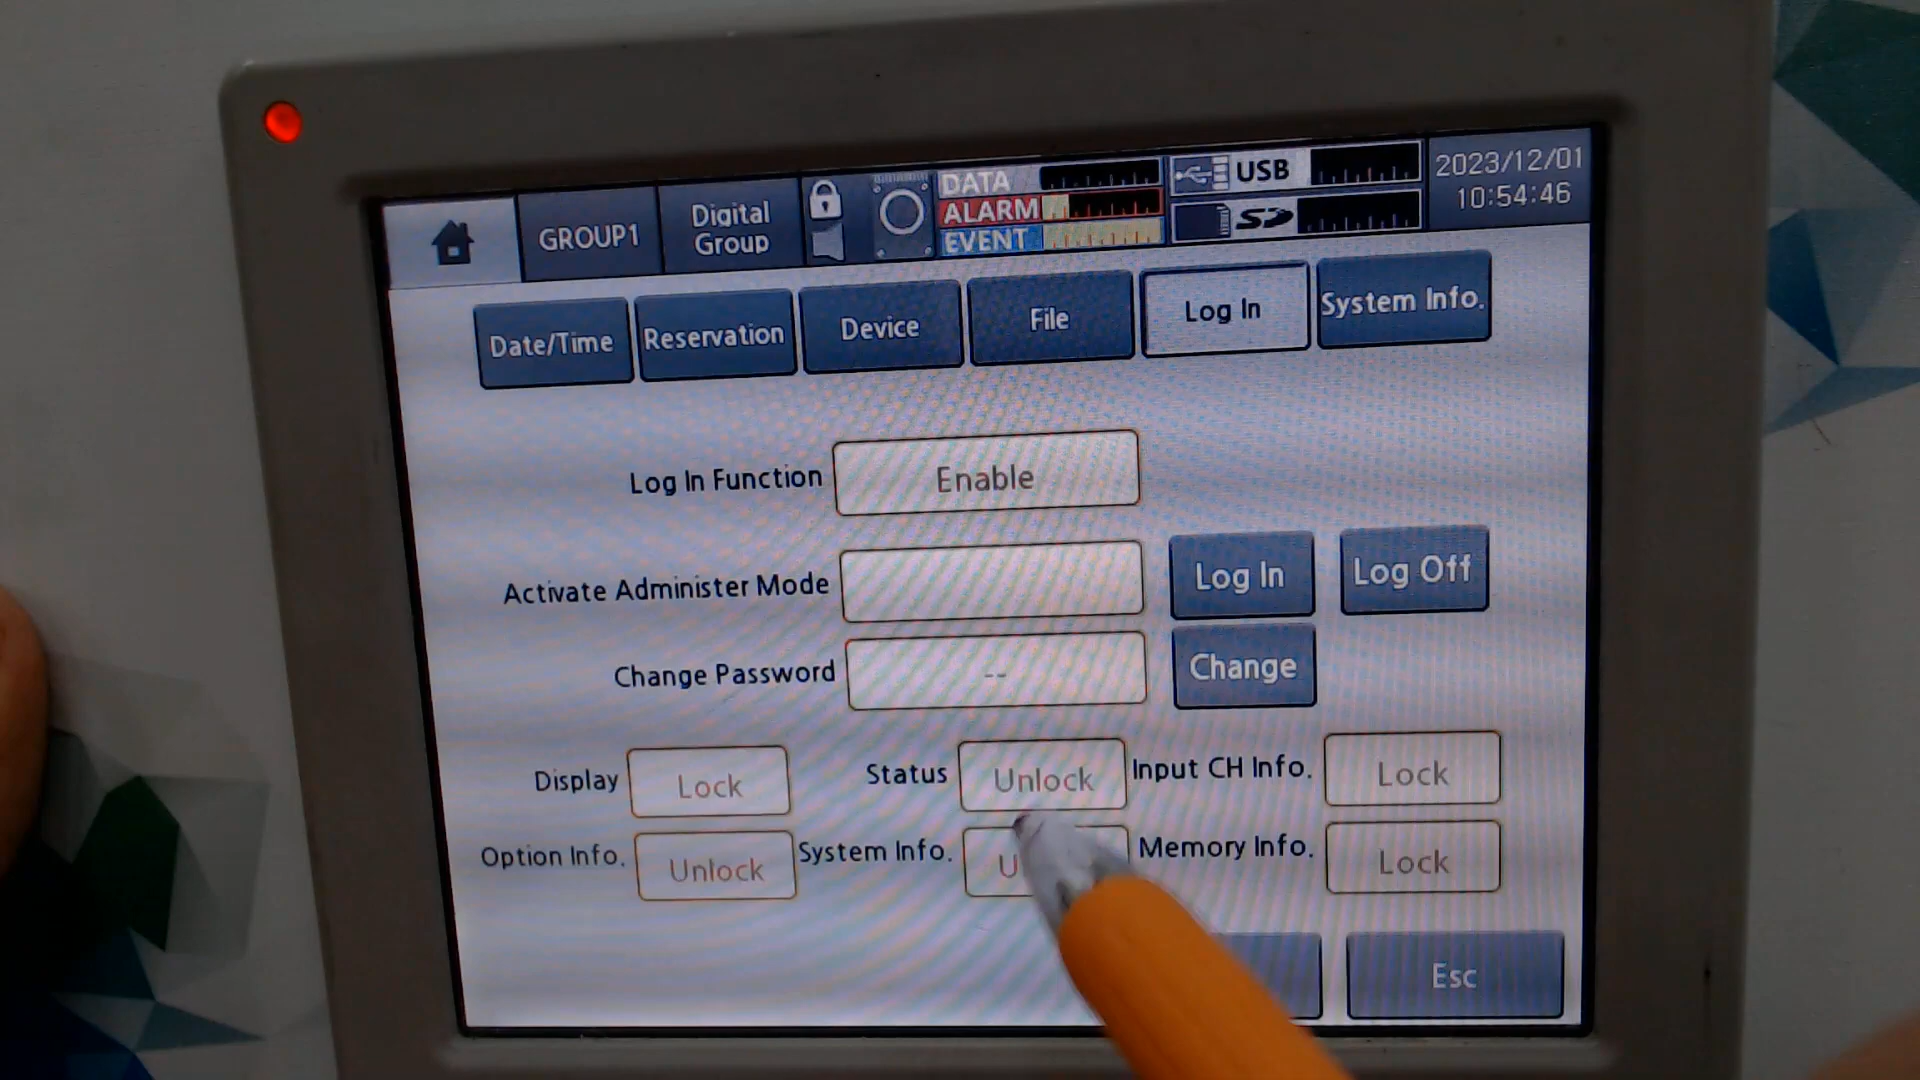 GROUP1
Digital
Group
DATA
ALARM
EVENT
USB
SD
2023/12/01
10:54:46
Date/Time
Reservation
Device
File
Log In
System Info.
Log In Function
Enable
Activate Administer Mode
Log In
Log Off
Change Password
--
Change
Display
Lock
Status
Unlock
Input CH Info.
Lock
Option Info.
Unlock
System Info.
Memory Info.
Lock
Esc